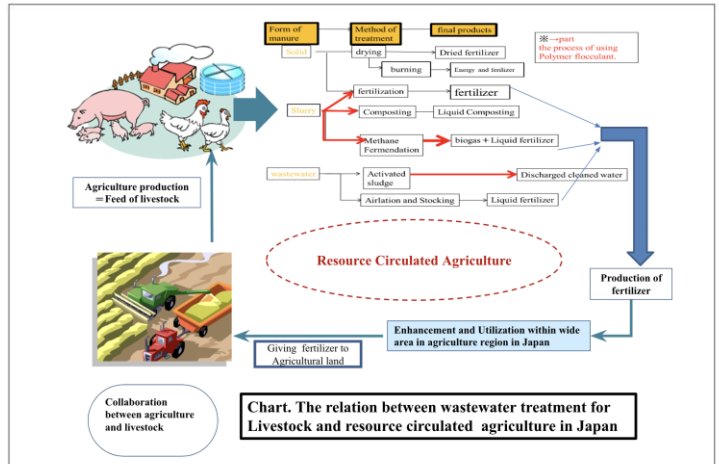 Form of manure
Method of treatment
final products
※→part
the process of using
Polymer flocculant.
Solid
drying
Dried fertilizer
burning
Energy and fertilizer
fertilization
fertilizer
Slurry
Composting
Liquid Composting
Methane
Fermendation
biogas + Liquid fertilizer
wastewater
Activated
sludge
Discharged cleaned water
Airlation and Stocking
Liquid fertilizer
Agriculture production
＝Feed of livestock
Resource Circulated Agriculture
Production of
fertilizer
Enhancement and Utilization within wide
area in agriculture region in Japan
Giving fertilizer to
Agricultural land
Collaboration
between agriculture
and livestock
Chart. The relation between wastewater treatment for
Livestock and resource circulated agriculture in Japan